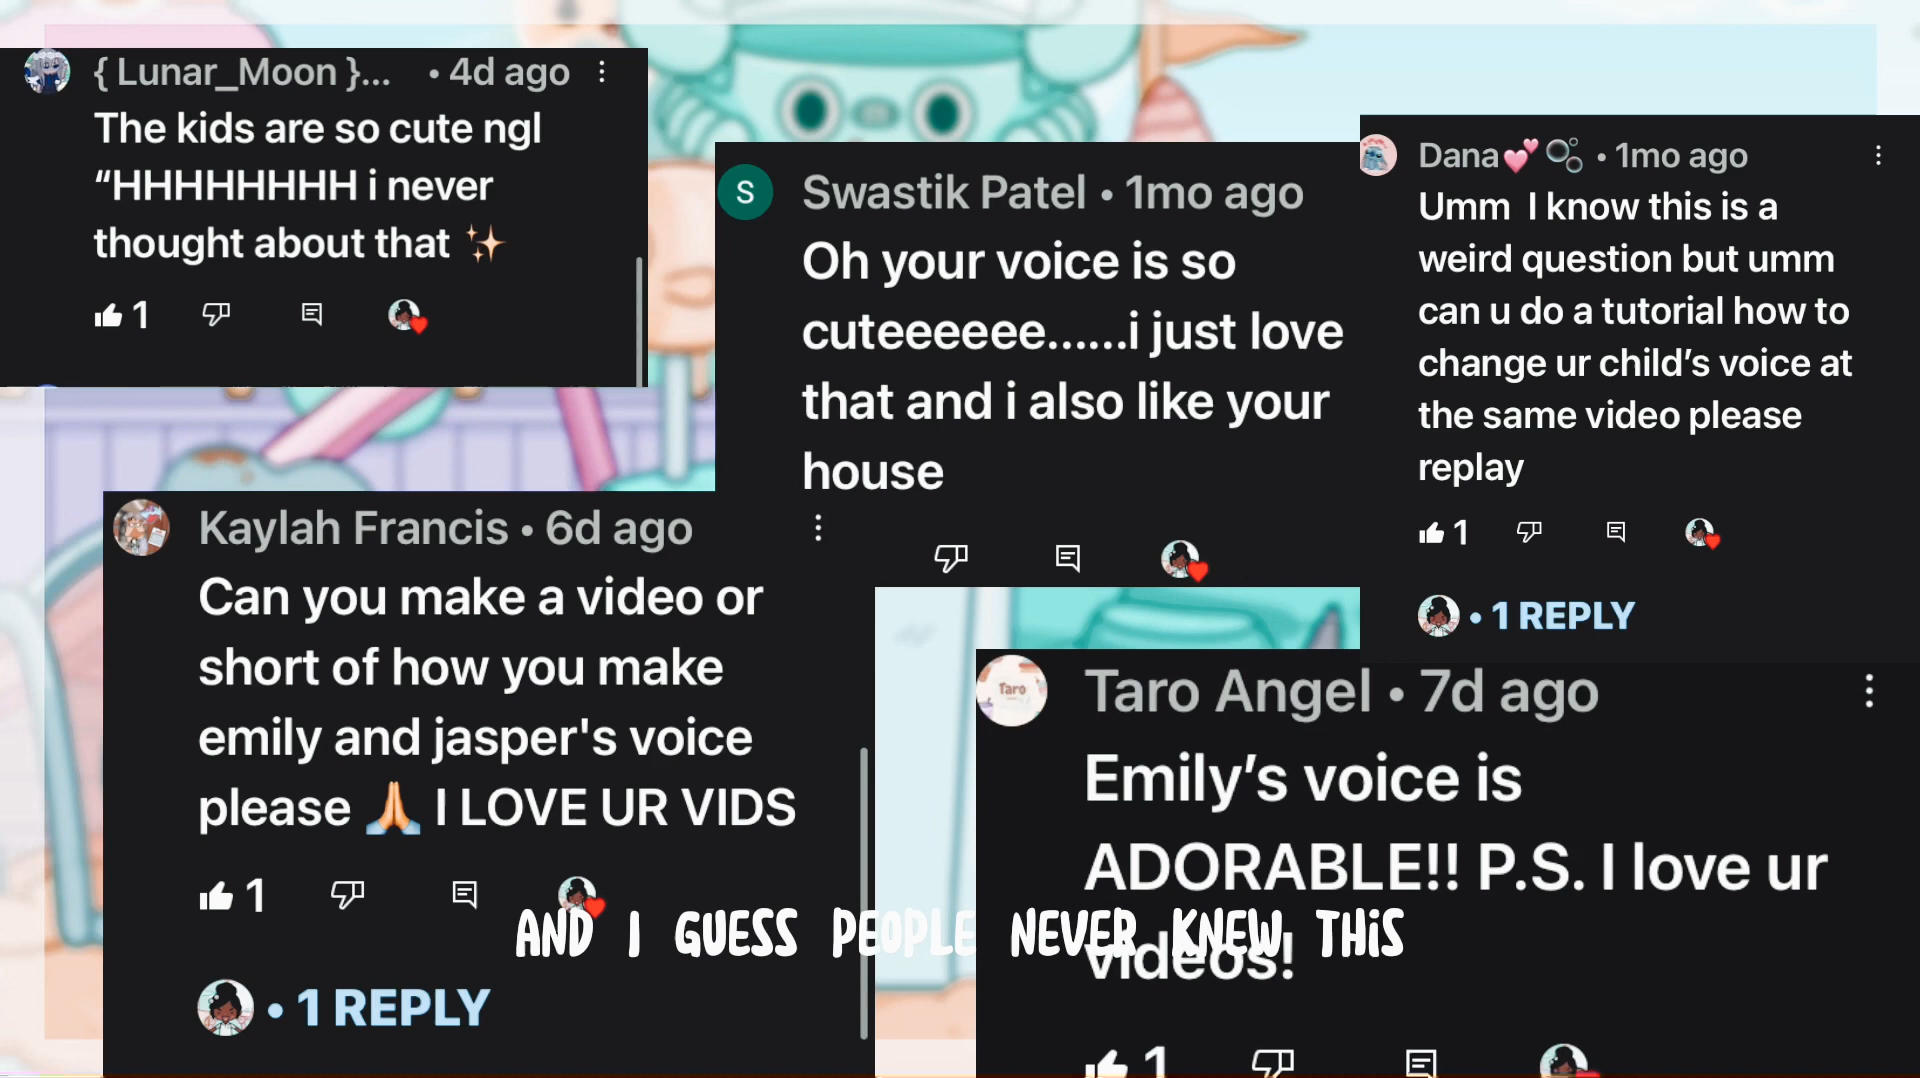 { Lunar_Moon }... • 4d ago
The kids are so cute ngl
“HHHHHHHH i never
thought about that ✨
1
S
Swastik Patel • 1mo ago
Oh your voice is so
cuteeeeee......i just love
that and i also like your
house
Dana💕🫧 • 1mo ago
Umm I know this is a
weird question but umm
can u do a tutorial how to
change ur child’s voice at
the same video please
replay
1
• 1 REPLY
Kaylah Francis • 6d ago
Can you make a video or
short of how you make
emily and jasper's voice
please 🙏 I LOVE UR VIDS
1
• 1 REPLY
Taro
Taro Angel • 7d ago
Emily’s voice is
ADORABLE!! P.S. I love ur
videos!
1
AND I GUESS PEOPLE NEVER KNEW THiS